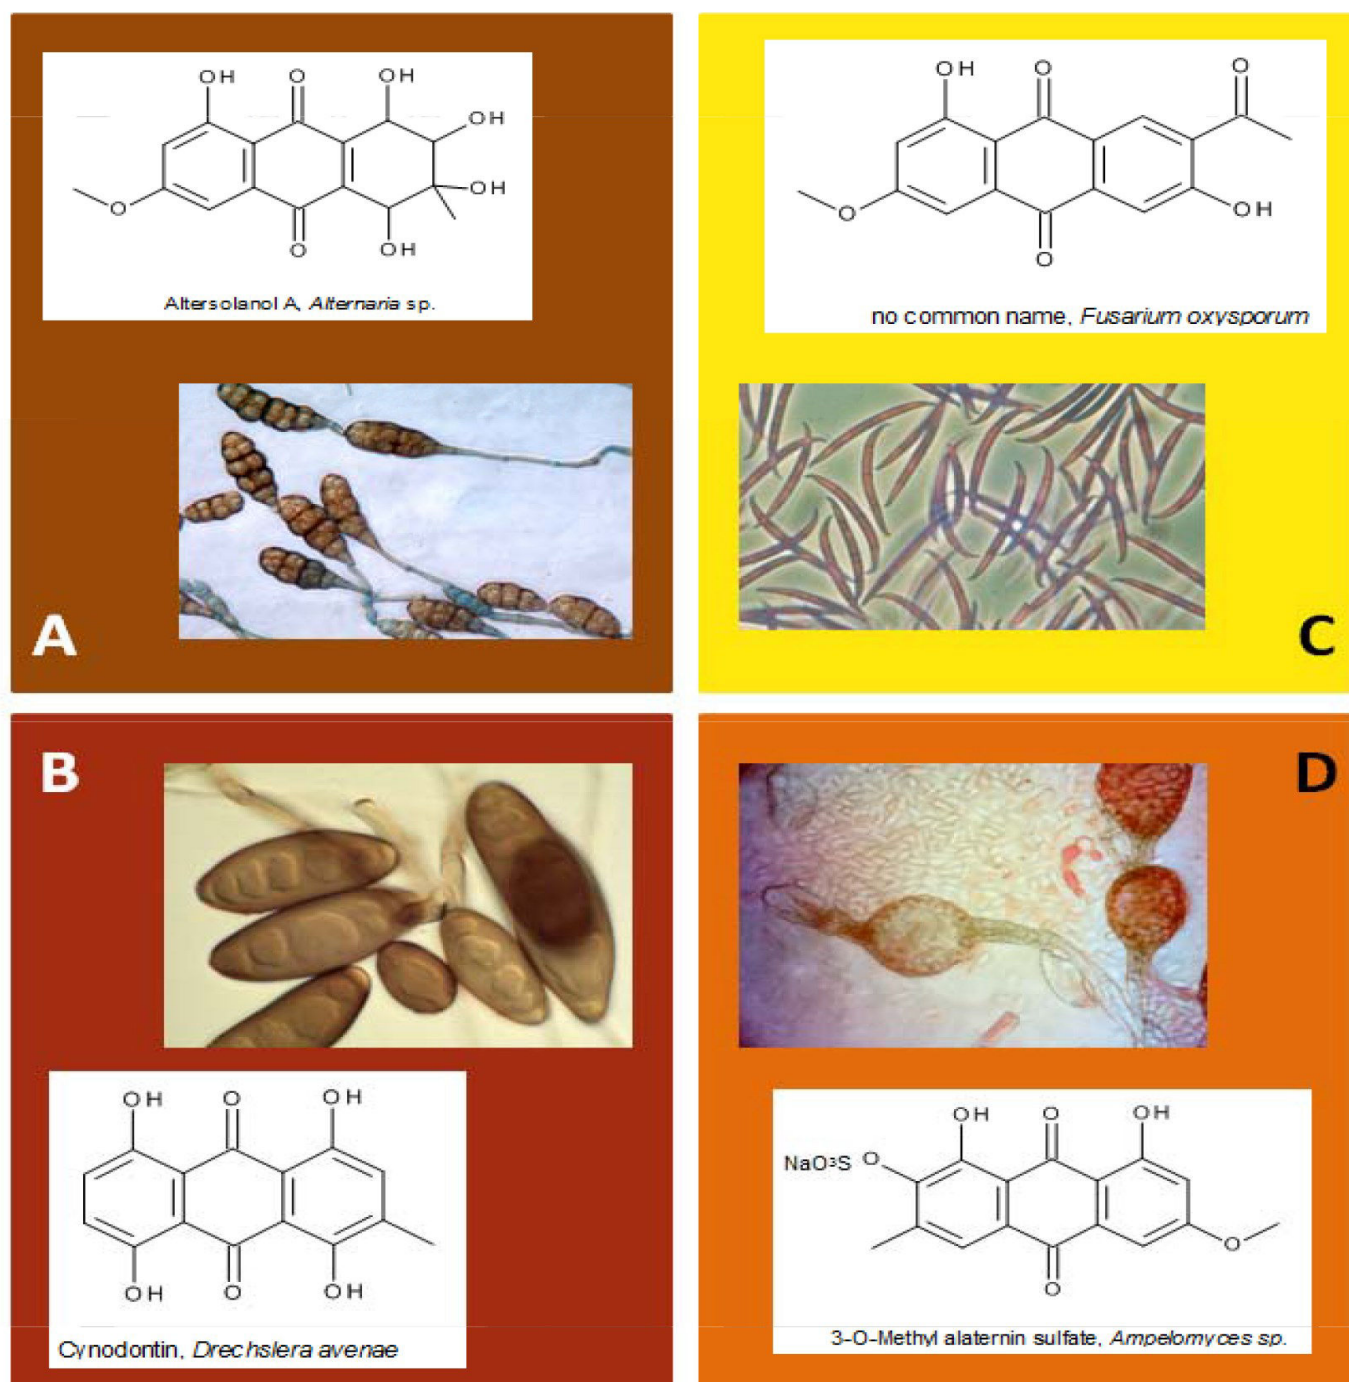 OH O OH
OH
OH
O
O OH
Altersolanol A, Alternaria sp.
A
OH O O
O
O OH
no common name, Fusarium oxysporum
C
B
OH O OH
OH O OH
Cynodontin, Drechslera avenae
D
OH O OH
NaO3S O
O
O
3-O-Methyl alaternin sulfate, Ampelomyces sp.